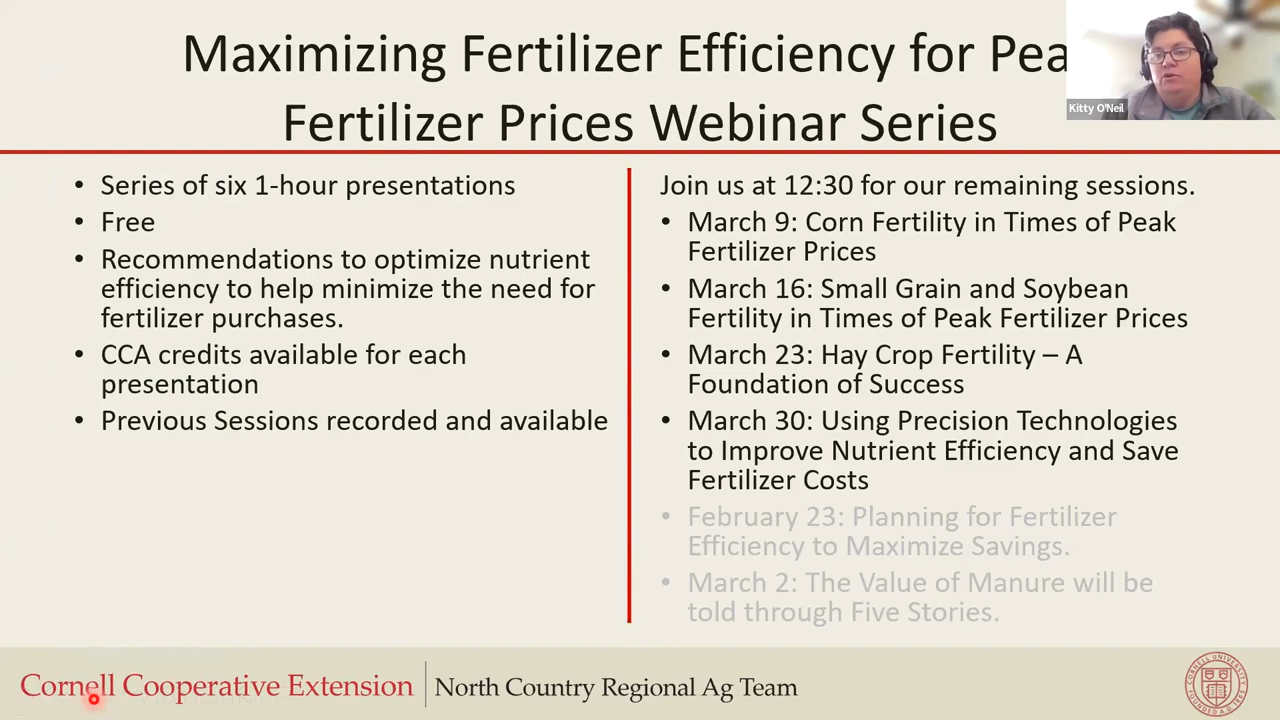 Maximizing Fertilizer Efficiency for Pea
Fertilizer Prices Webinar Series
Kitty O'Neil
• Series of six 1-hour presentations
• Free
• Recommendations to optimize nutrient
efficiency to help minimize the need for
fertilizer purchases.
• CCA credits available for each
presentation
• Previous Sessions recorded and available
Join us at 12:30 for our remaining sessions.
• March 9: Corn Fertility in Times of Peak
Fertilizer Prices
• March 16: Small Grain and Soybean
Fertility in Times of Peak Fertilizer Prices
• March 23: Hay Crop Fertility – A
Foundation of Success
• March 30: Using Precision Technologies
to Improve Nutrient Efficiency and Save
Fertilizer Costs
• February 23: Planning for Fertilizer
Efficiency to Maximize Savings.
• March 2: The Value of Manure will be
told through Five Stories.
Cornell Cooperative Extension
North Country Regional Ag Team